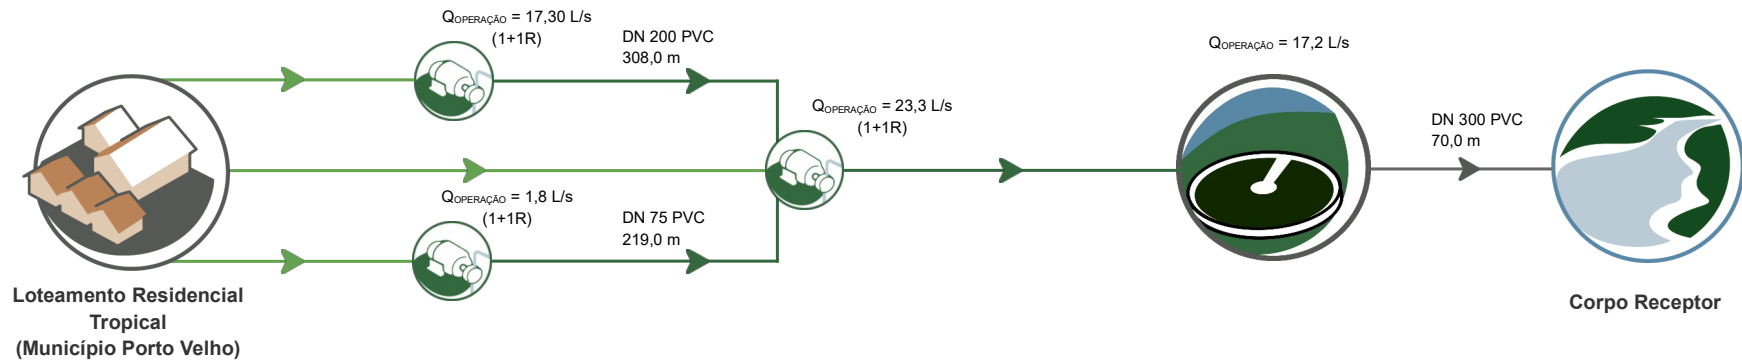 QOPERAÇÃO = 17,30 L/s
(1+1R)
DN 200 PVC
308,0 m
QOPERAÇÃO = 23,3 L/s
(1+1R)
QOPERAÇÃO = 17,2 L/s
DN 300 PVC
70,0 m
QOPERAÇÃO = 1,8 L/s
(1+1R)
DN 75 PVC
219,0 m
Loteamento Residencial
Tropical
(Município Porto Velho)
Corpo Receptor